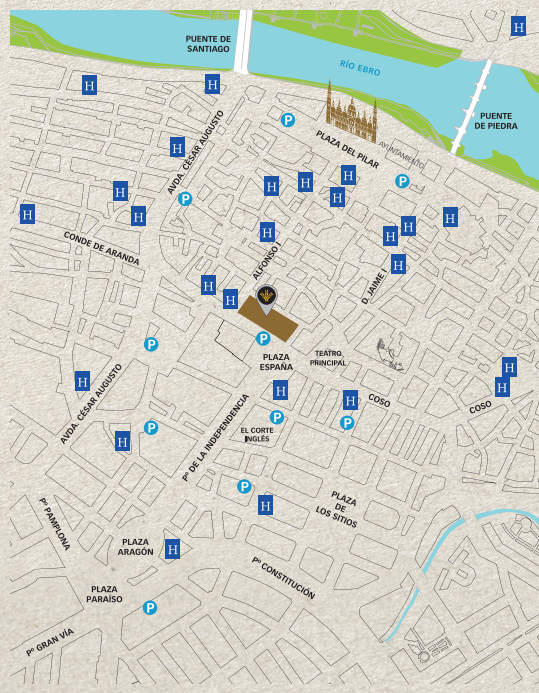 H
PUENTE DE
SANTIAGO
RÍO EBRO
H
H
PUENTE
DE PIEDRA
P
AVDA. CÉSAR AUGUSTO
PLAZA DEL PILAR
AYUNTAMIENTO
H
H
H
H
H
P
H
P
H
H
H
H
H
H
H
CONDE DE ARANDA
ALFONSO I
H
D. JAIME I
H
H
P
P
PLAZA
ESPAÑA
TEATRO
PRINCIPAL
H
H
H
AVDA. CÉSAR AUGUSTO
H
H
COSO
COSO
Pº DE LA INDEPENDENCIA
P
P
P
EL CORTE
INGLÉS
H
P
H
PLAZA
DE
LOS SITIOS
Pº PAMPLONA
PLAZA
ARAGÓN
H
Pº CONSTITUCIÓN
PLAZA
PARAÍSO
P
Pº GRAN VÍA